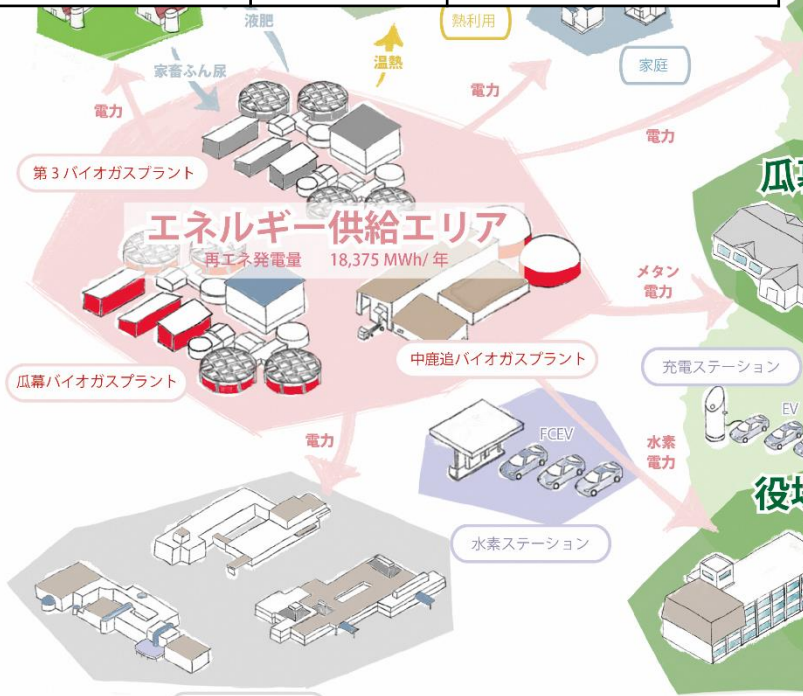 液肥
熱利用
温熱
家畜ふん尿
家庭
電力
電力
電力
第3バイオガスプラント
瓜
エネルギー供給エリア
再エネ発電量 18,375 MWh/ 年
メタン
電力
中鹿追バイオガスプラント
充電ステーション
瓜幕バイオガスプラント
EV
FCEV
電力
水素
電力
役
水素ステーション